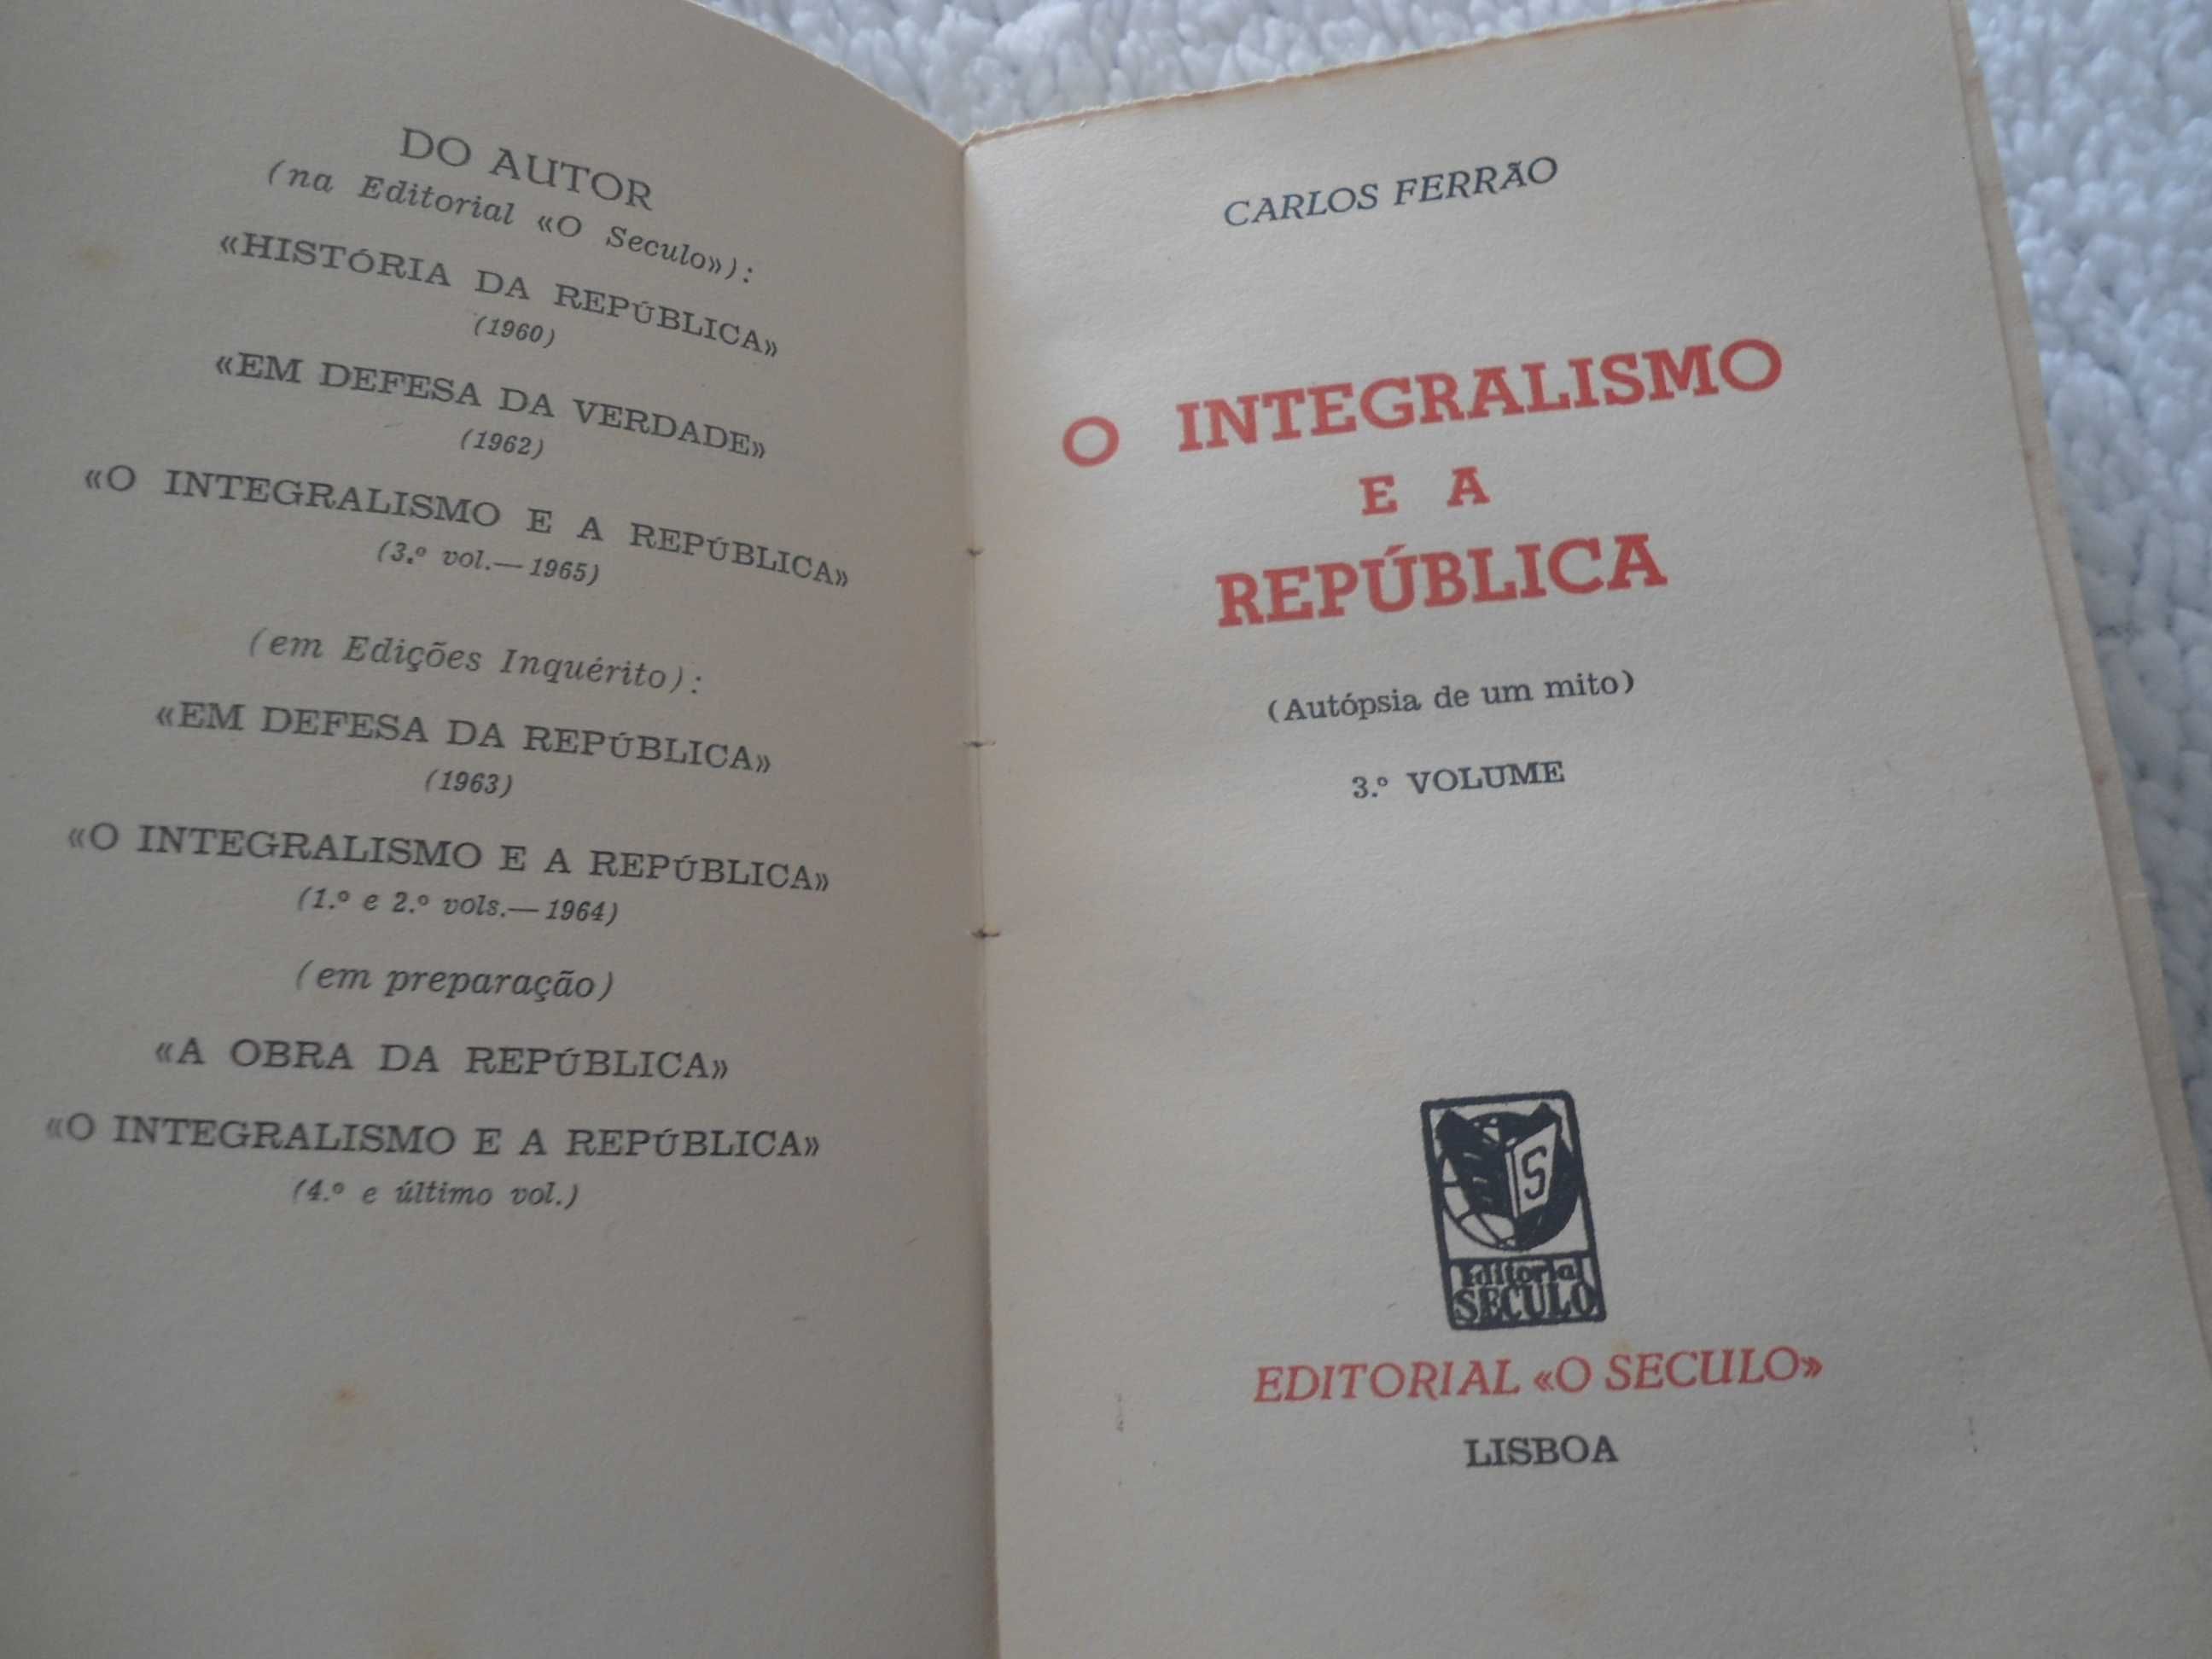 DO AUTOR
(na Editorial «O Seculo»):
«HISTÓRIA DA REPÚBLICA»
(1960)
«EM DEFESA DA VERDADE»
(1962)
«O INTEGRALISMO E A REPÚBLICA»
(3.º vol.—1965)
(em Edições Inquérito):
«EM DEFESA DA REPÚBLICA»
(1963)
«O INTEGRALISMO E A REPÚBLICA»
(1.º e 2.º vols.—1964)
(em preparação)
«A OBRA DA REPÚBLICA»
«O INTEGRALISMO E A REPÚBLICA»
(4.º e último vol.)
CARLOS FERRÃO
O INTEGRALISMO
E A
REPÚBLICA
(Autópsia de um mito)
3.º VOLUME
S
Editorial
SECULO
EDITORIAL «O SECULO»
LISBOA